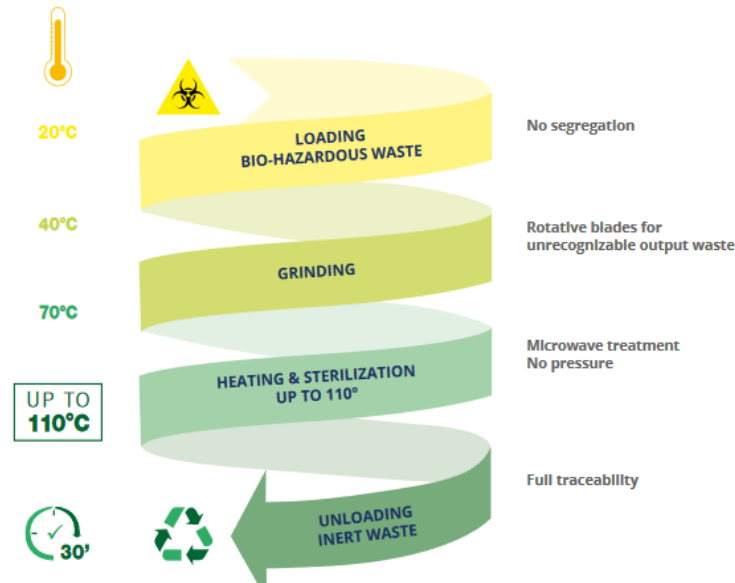 20°C
LOADING
BIO-HAZARDOUS WASTE
No segregation
40°C
Rotative blades for
unrecognizable output waste
GRINDING
70°C
Microwave treatment
No pressure
HEATING & STERILIZATION
UP TO 110°
UP TO
110°C
Full traceability
UNLOADING
INERT WASTE
30'